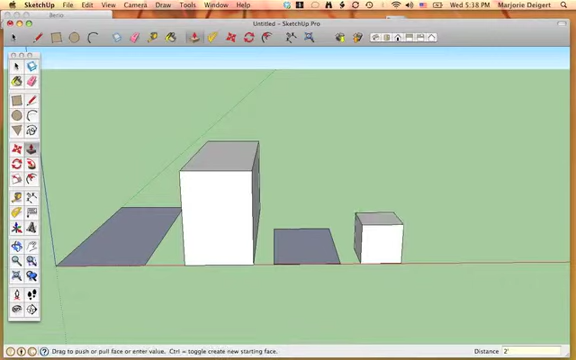 SketchUp File Edit View Camera Draw Tools Window Help
Wed 5:38 PM Marjorie Deigert
Untitled - SketchUp Pro
Drag to push or pull face or enter value. Ctrl = toggle create new starting face.
Distance 2'